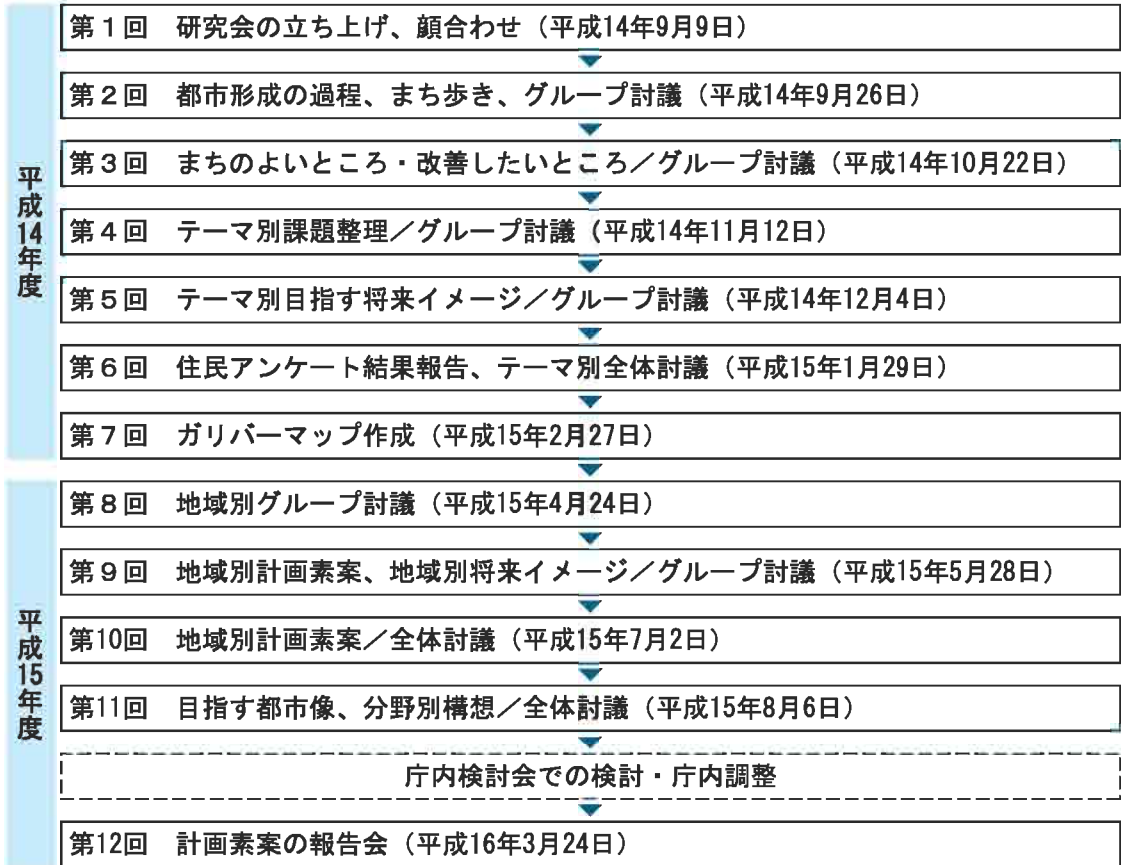 平成14年度
第1回 研究会の立ち上げ、顔合わせ（平成14年9月9日）
第2回 都市形成の過程、まち歩き、グループ討議（平成14年9月26日）
第3回 まちのよいところ・改善したいところ／グループ討議（平成14年10月22日）
第4回 テーマ別課題整理／グループ討議（平成14年11月12日）
第5回 テーマ別目指す将来イメージ／グループ討議（平成14年12月4日）
第6回 住民アンケート結果報告、テーマ別全体討議（平成15年1月29日）
第7回 ガリバーマップ作成（平成15年2月27日）
平成15年度
第8回 地域別グループ討議（平成15年4月24日）
第9回 地域別計画素案、地域別将来イメージ／グループ討議（平成15年5月28日）
第10回 地域別計画素案／全体討議（平成15年7月2日）
第11回 目指す都市像、分野別構想／全体討議（平成15年8月6日）
庁内検討会での検討・庁内調整
第12回 計画素案の報告会（平成16年3月24日）